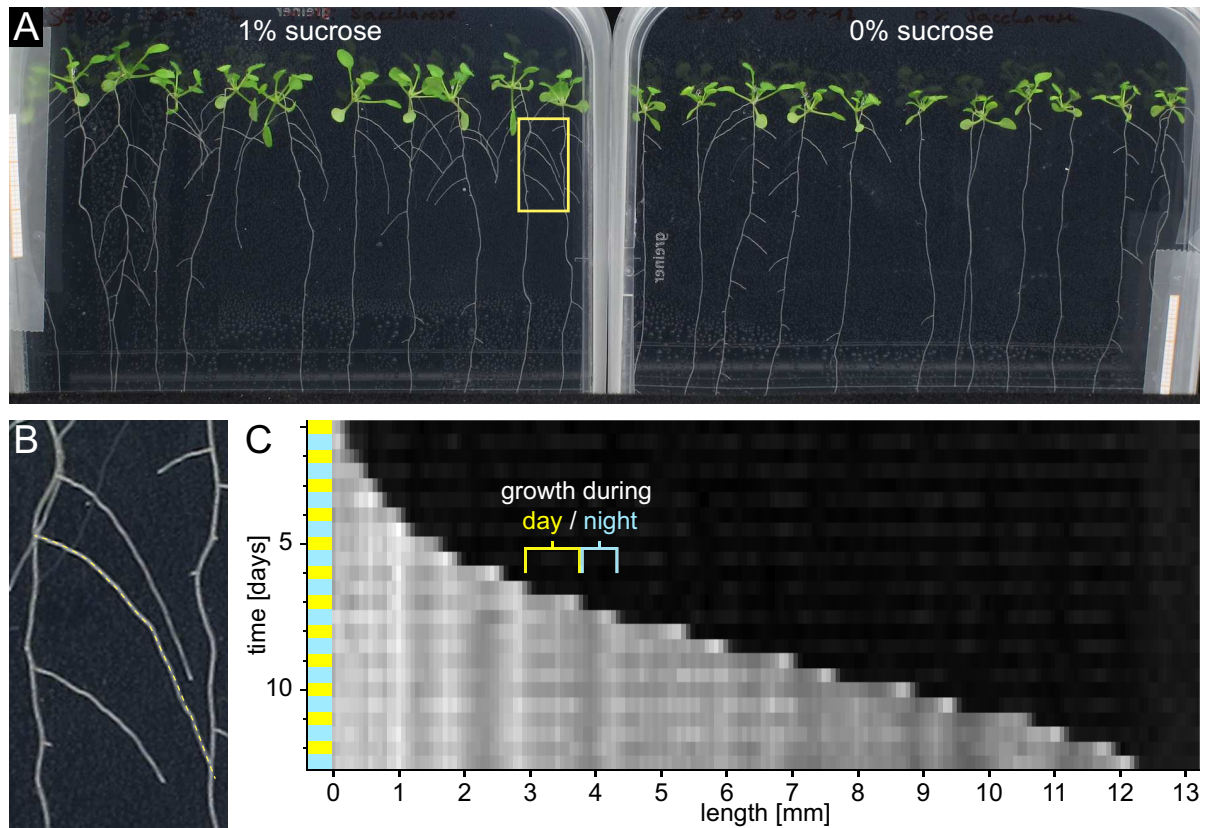 A
1% sucrose
0% sucrose
greiner
greiner
B
C
growth during
day / night
time [days]
5
10
0 1 2 3 4 5 6 7 8 9 10 11 12 13
length [mm]